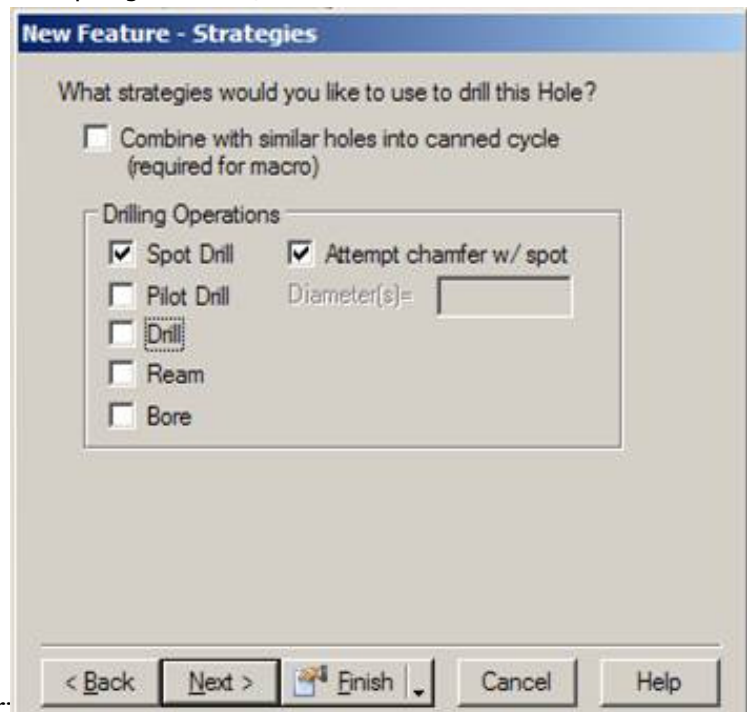 New Feature - Strategies
What strategies would you like to use to drill this Hole?
Combine with similar holes into canned cycle
(required for macro)
Drilling Operations
Spot Drill Attempt chamfer w/ spot
Pilot Drill Diameter(s)=
Drill
Ream
Bore
< Back Next > Finish Cancel Help